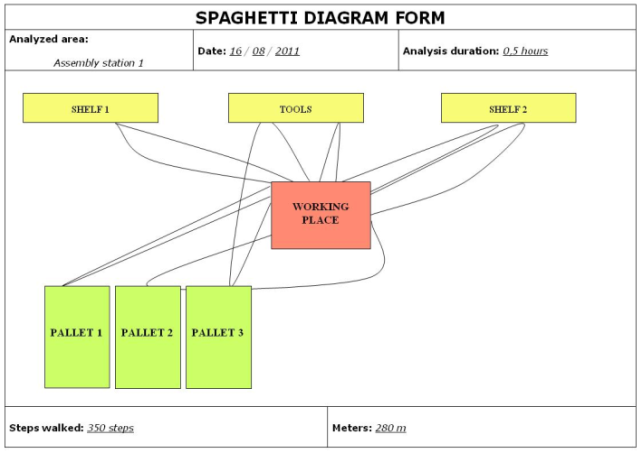 SPAGHETTI DIAGRAM FORM
Analyzed area:
Assembly station 1
Date: 16 / 08 / 2011
Analysis duration: 0,5 hours
SHELF 1
TOOLS
SHELF 2
WORKING
PLACE
PALLET 1
PALLET 2
PALLET 3
Steps walked: 350 steps
Meters: 280 m